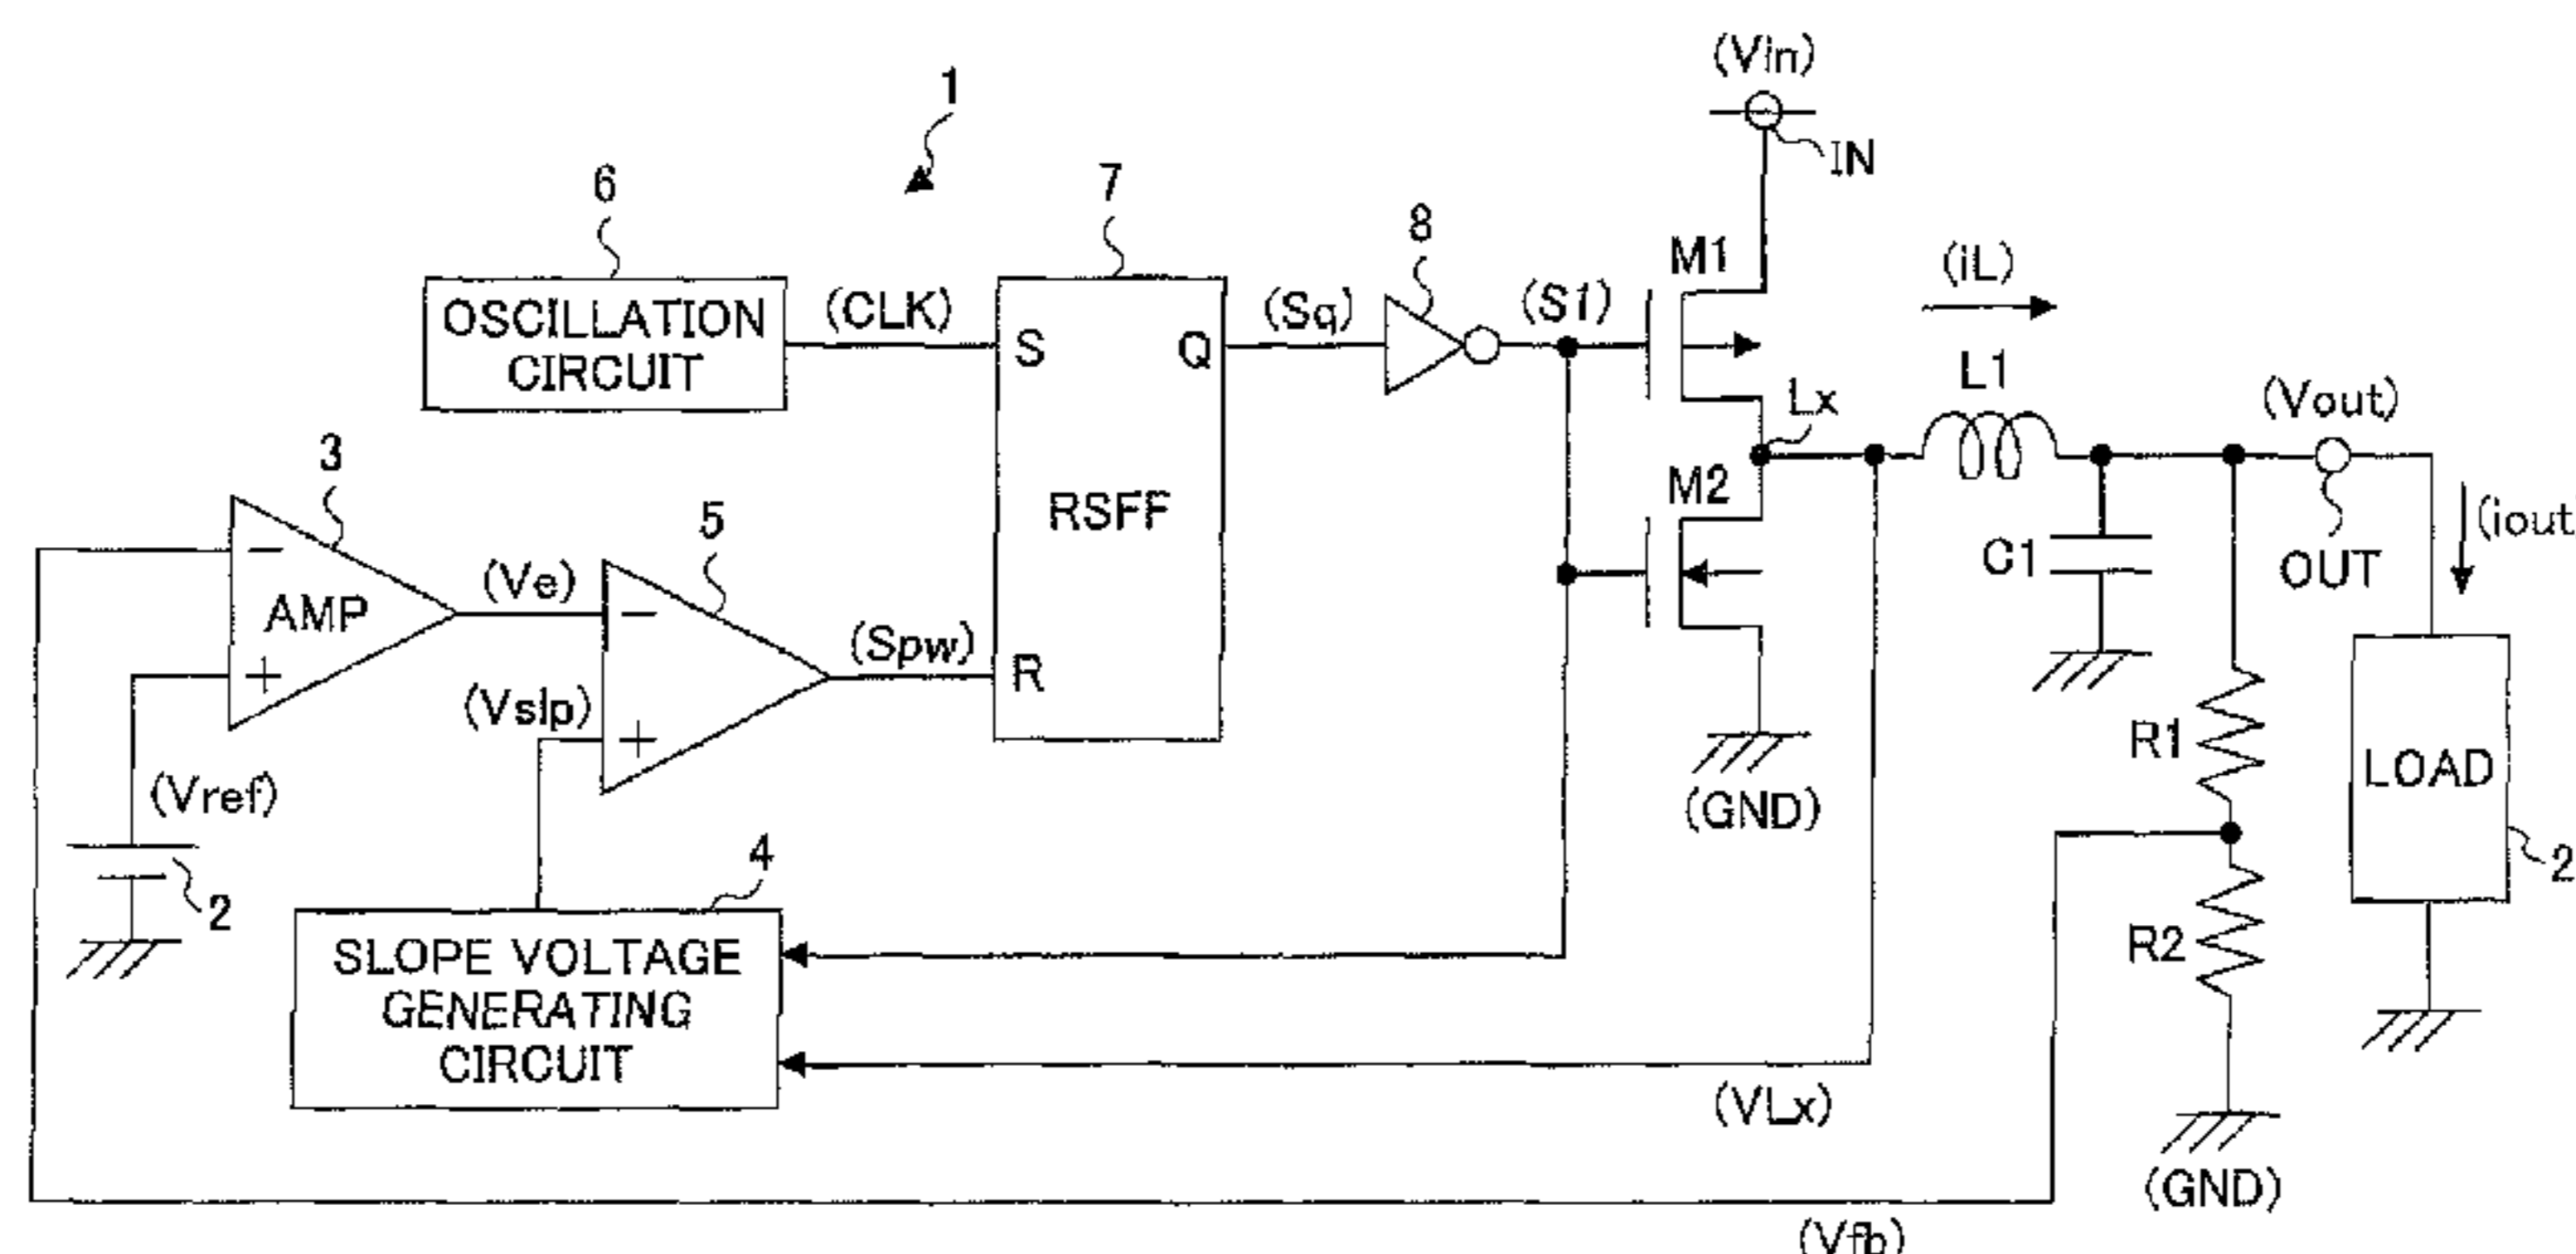 (Vin)
1
IN
6
7
8
M1
(iL)
OSCILLATION
CIRCUIT
(CLK)
S
Q
(Sq)
(S1)
Lx
L1
(Vout)
3
5
RSFF
M2
C1
OUT
(iout
AMP
−
+
(Ve)
−
+
(Vslp)
(Spw)
R
(GND)
R1
LOAD
2
(Vref)
2
4
SLOPE VOLTAGE
GENERATING
CIRCUIT
R2
(VLx)
(GND)
(Vfb)